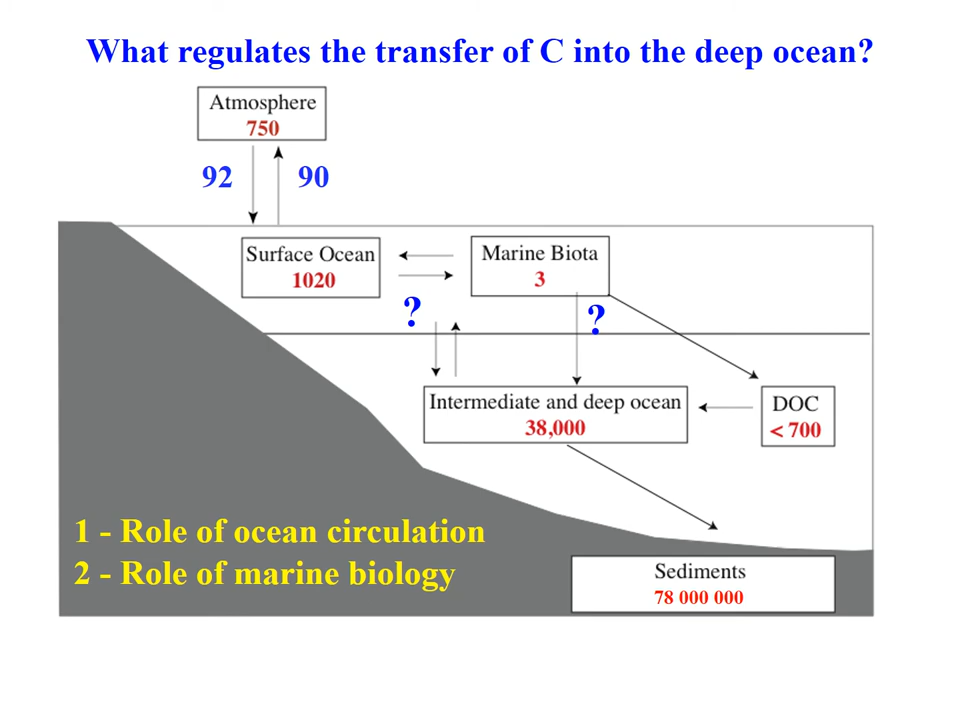 What regulates the transfer of C into the deep ocean?
Atmosphere
750
92
90
Surface Ocean
1020
Marine Biota
3
?
?
Intermediate and deep ocean
38,000
DOC
< 700
1 - Role of ocean circulation
2 - Role of marine biology
Sediments
78 000 000